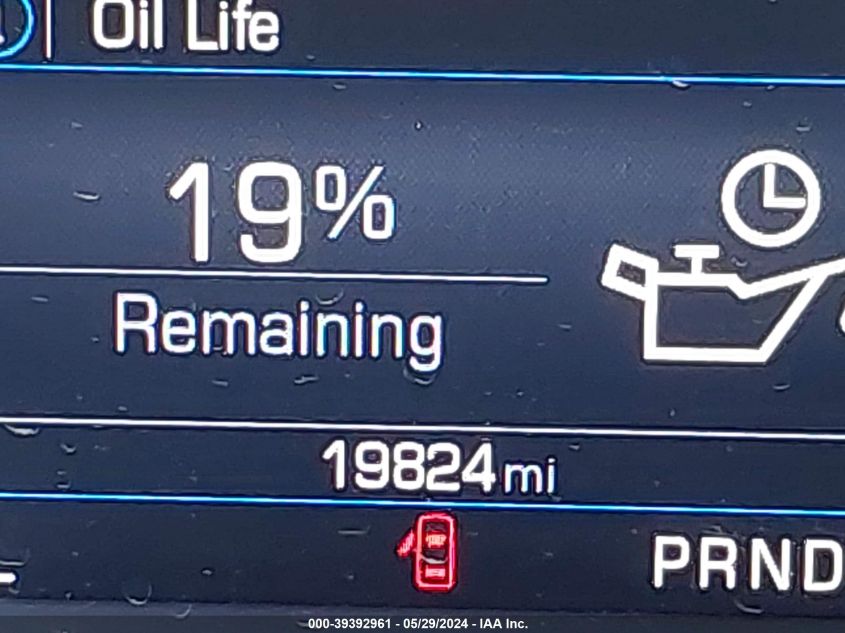 Oil Life
19%
Remaining
19824 mi
PRND
000-39392961 - 05/29/2024 - IAA Inc.